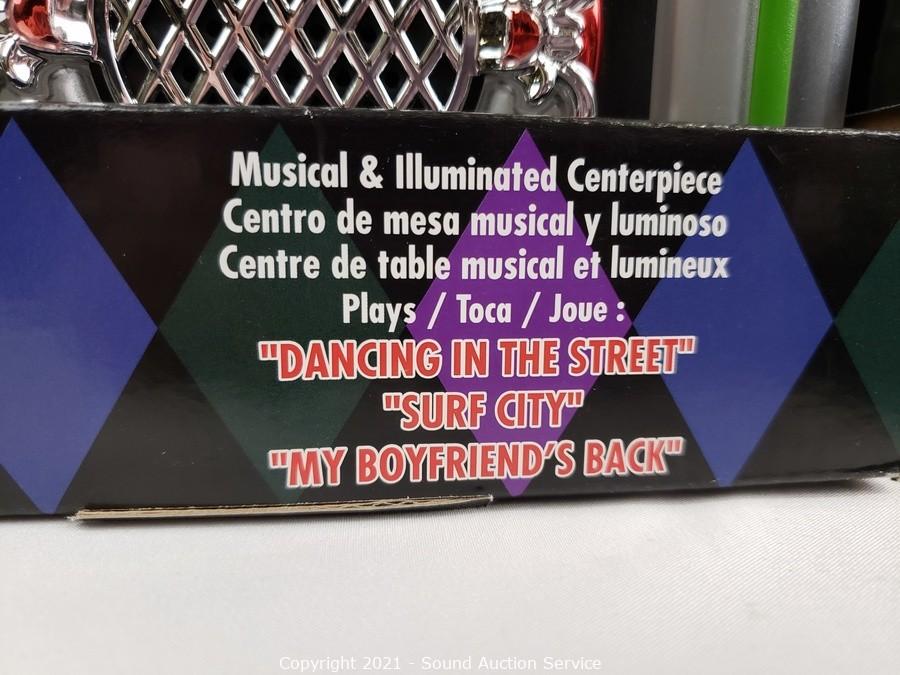 Musical & Illuminated Centerpiece
Centro de mesa musical y luminoso
Centre de table musical et lumineux
Plays / Toca / Joue :
"DANCING IN THE STREET"
"SURF CITY"
"MY BOYFRIEND'S BACK"
Copyright 2021 - Sound Auction Service